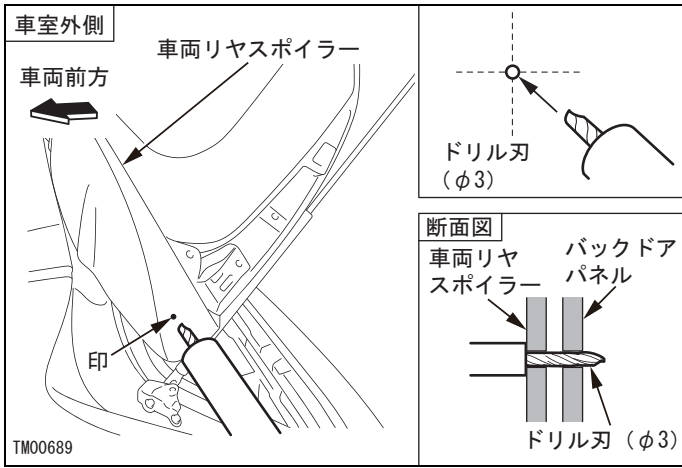 車室外側
車両リヤスポイラー
車両前方
印
TM00689
ドリル刃
（φ3）
断面図
車両リヤ
スポイラー
バックドア
パネル
ドリル刃（φ3）